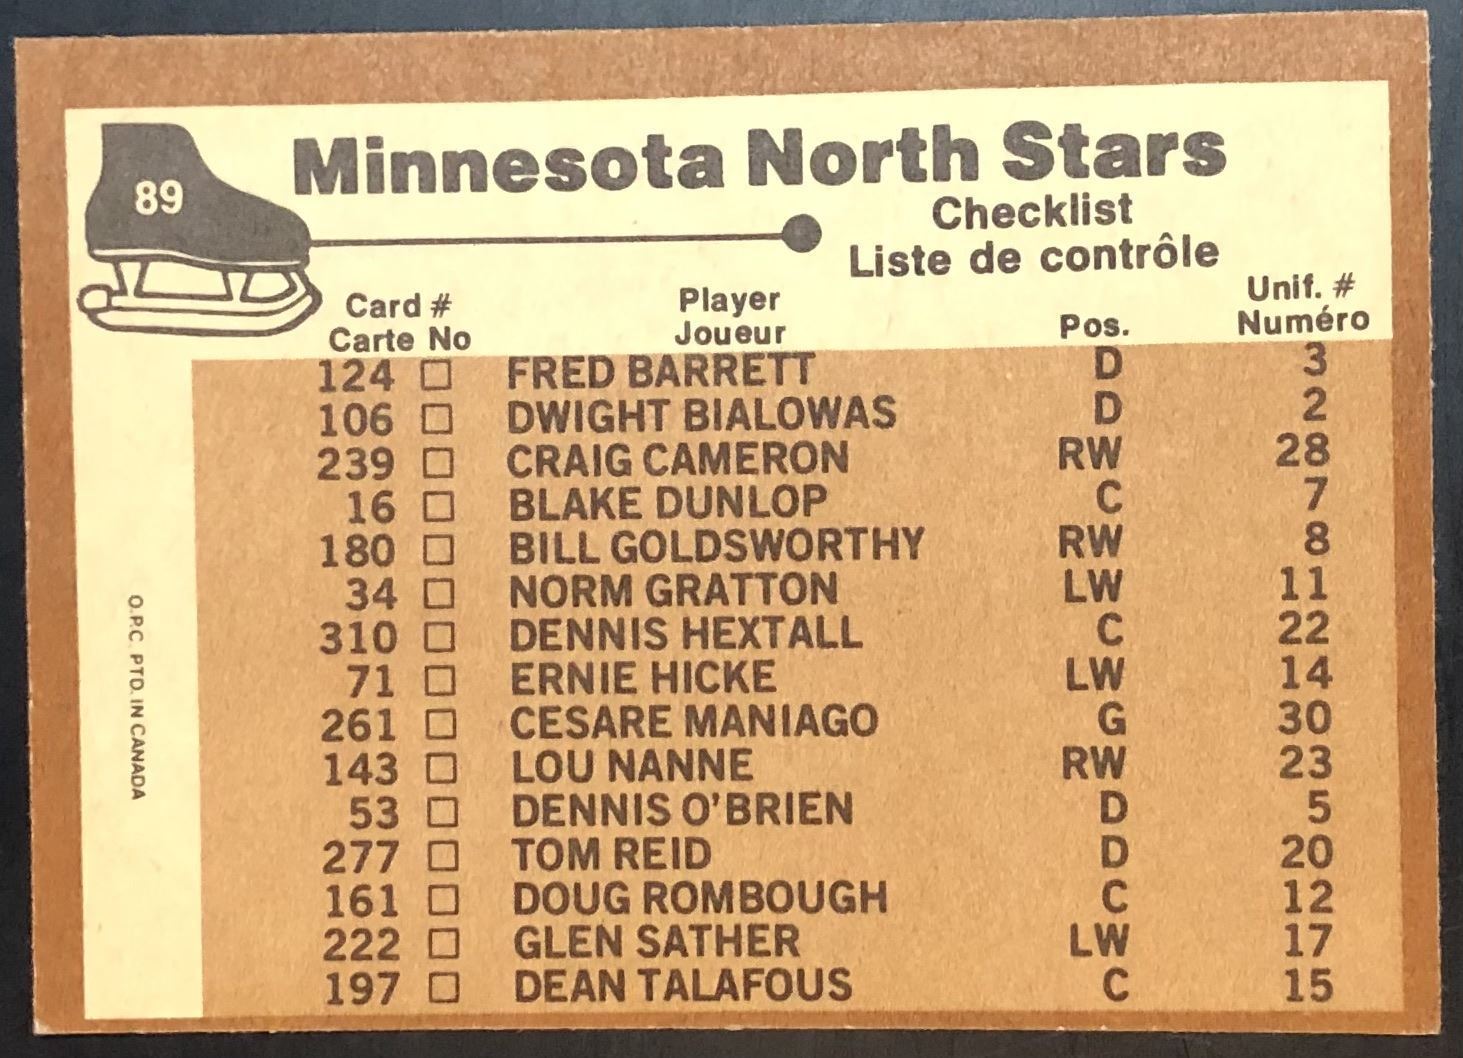 89
Minnesota North Stars
Checklist
Liste de contrôle
Card # Player Pos. Unif. #
Carte No Joueur Numéro
124 □ FRED BARRETT D 3
106 □ DWIGHT BIALOWAS D 2
239 □ CRAIG CAMERON RW 28
16 □ BLAKE DUNLOP C 7
180 □ BILL GOLDSWORTHY RW 8
34 □ NORM GRATTON LW 11
310 □ DENNIS HEXTALL C 22
71 □ ERNIE HICKE LW 14
261 □ CESARE MANIAGO G 30
143 □ LOU NANNE RW 23
53 □ DENNIS O'BRIEN D 5
277 □ TOM REID D 20
161 □ DOUG ROMBOUGH C 12
222 □ GLEN SATHER LW 17
197 □ DEAN TALAFOUS C 15
O.P.C. PTD. IN CANADA